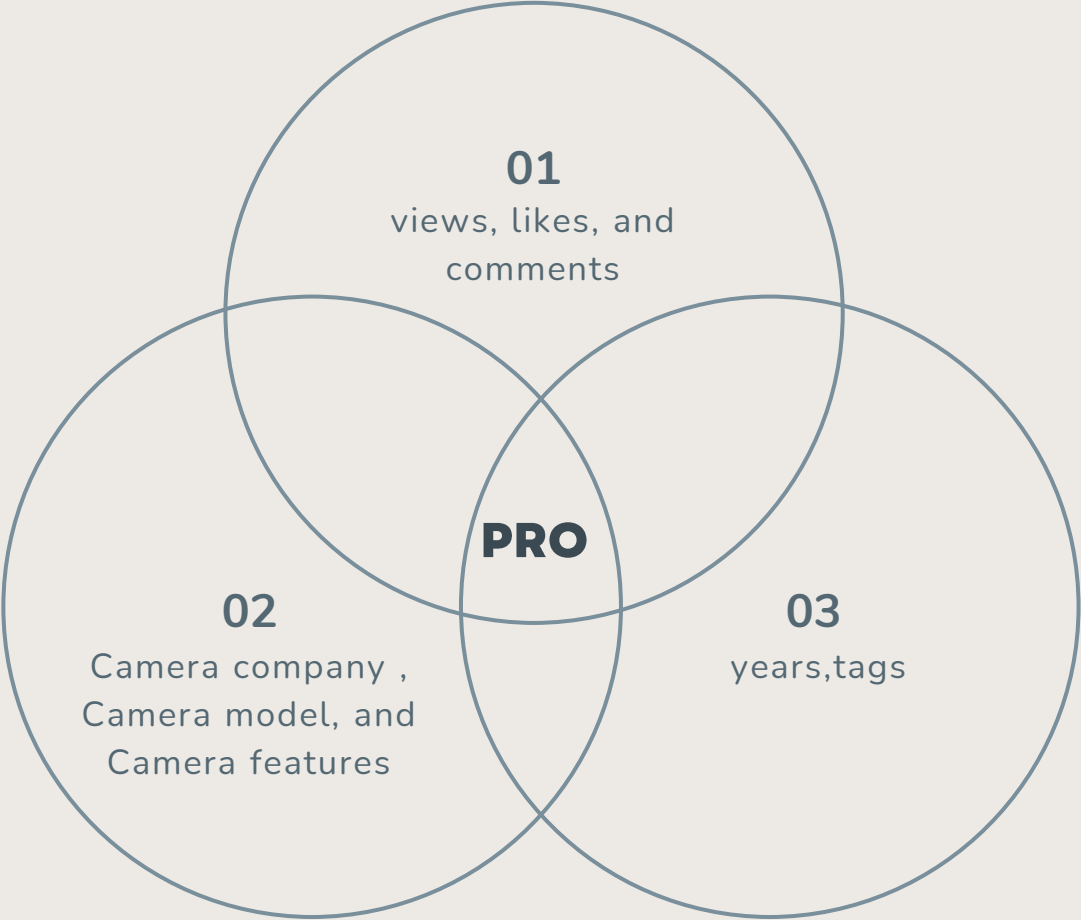 01
views, likes, and
comments
PRO
02
Camera company ,
Camera model, and
Camera features
03
years,tags